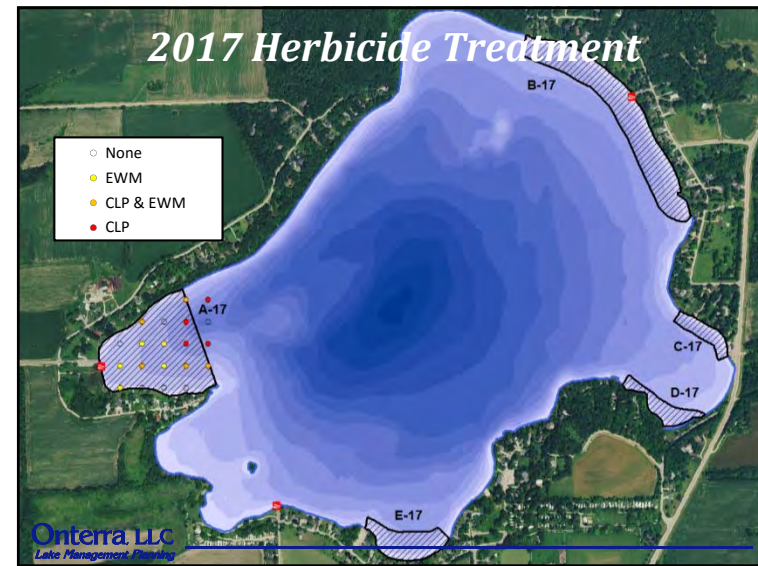 2017 Herbicide Treatment
B-17
None
EWM
CLP & EWM
CLP
A-17
C-17
D-17
E-17
Onterra, LLC
Lake Management Planning